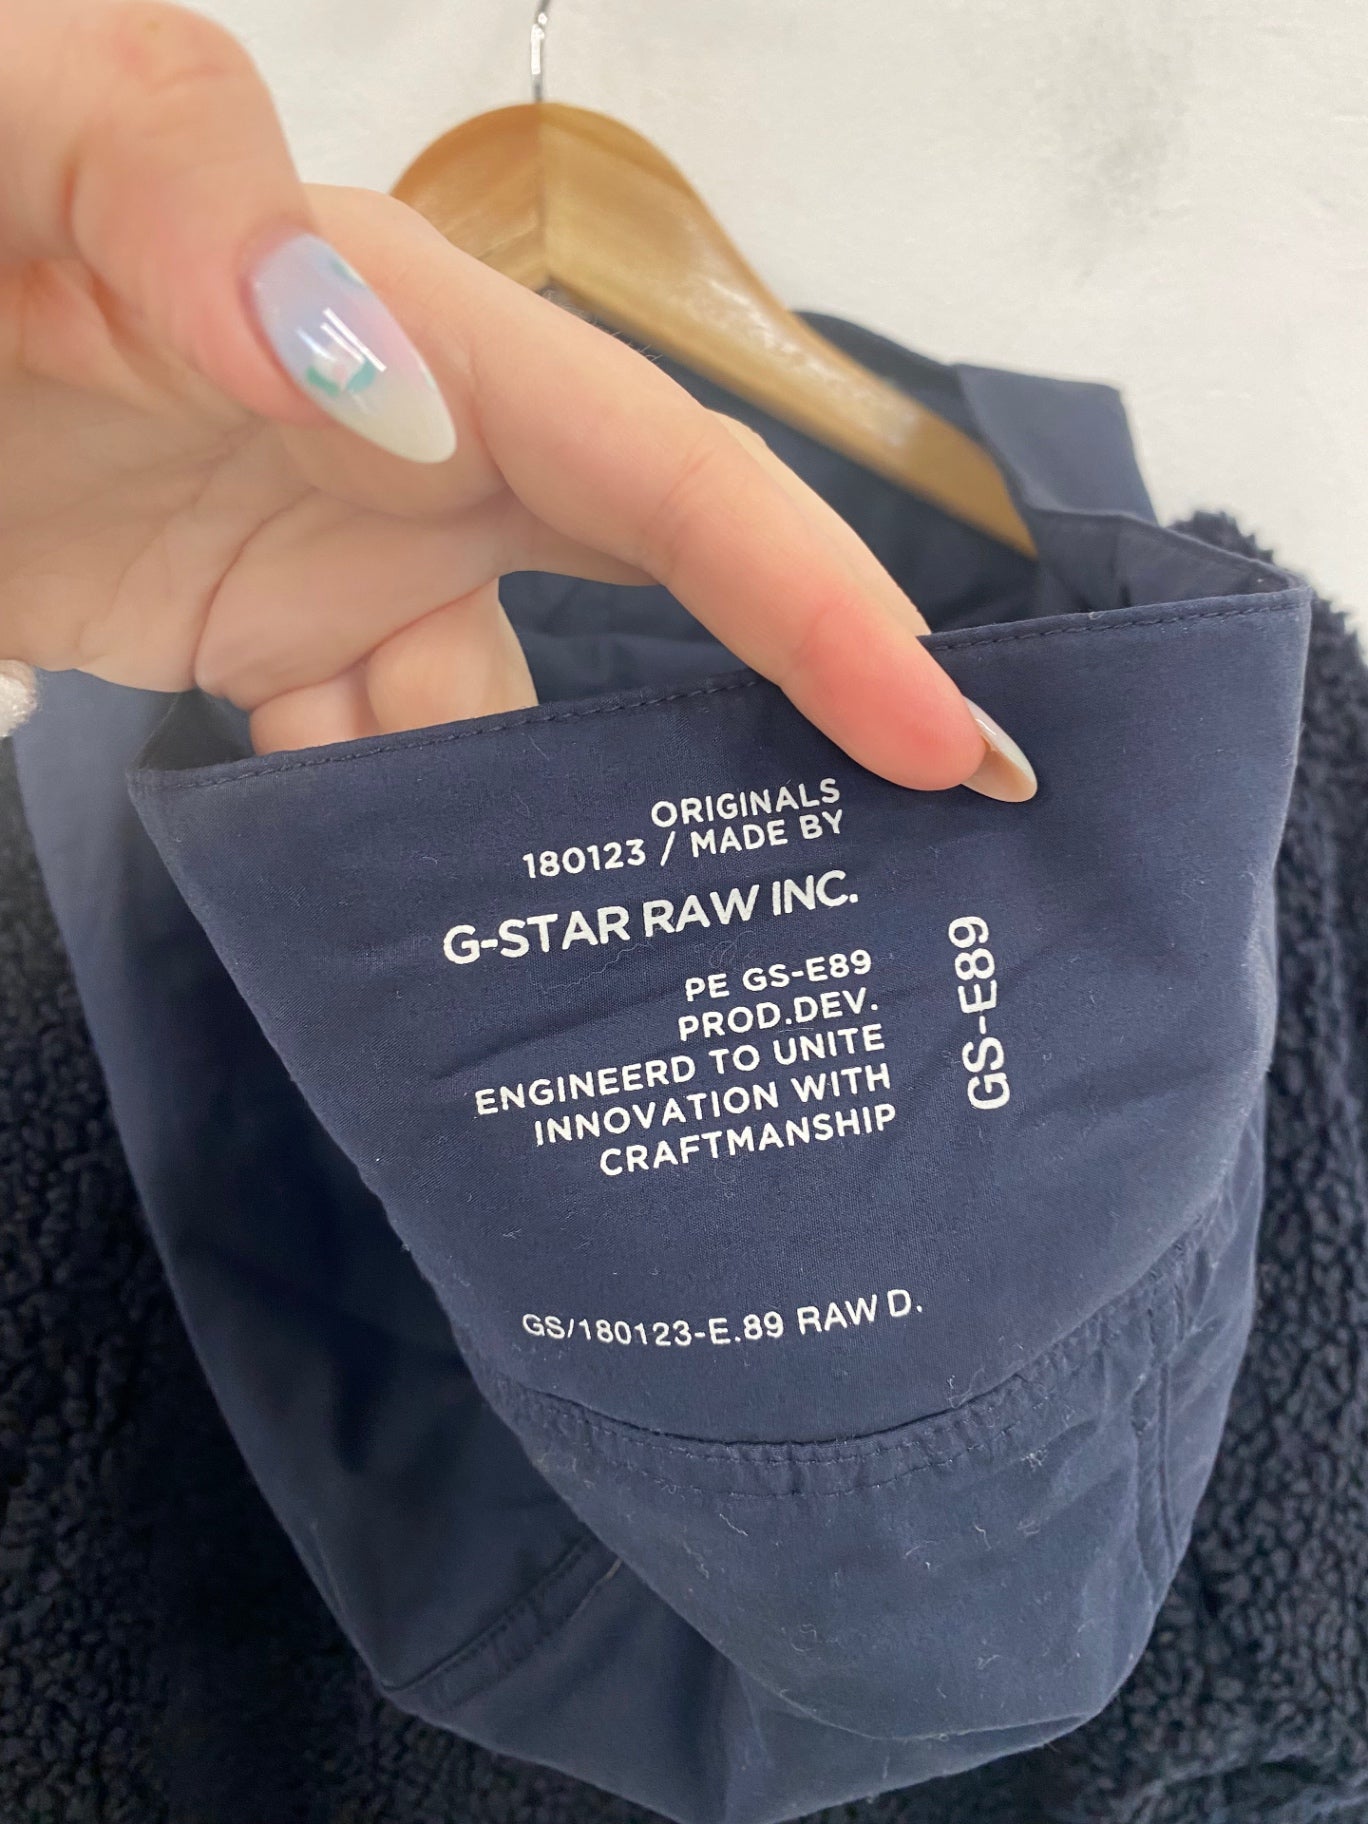 ORIGINALS
180123 / MADE BY
G-STAR RAW INC.
PE GS-E89
PROD.DEV.
ENGINEERD TO UNITE
INNOVATION WITH
CRAFTMANSHIP
GS-E89
GS/180123-E.89 RAW D.